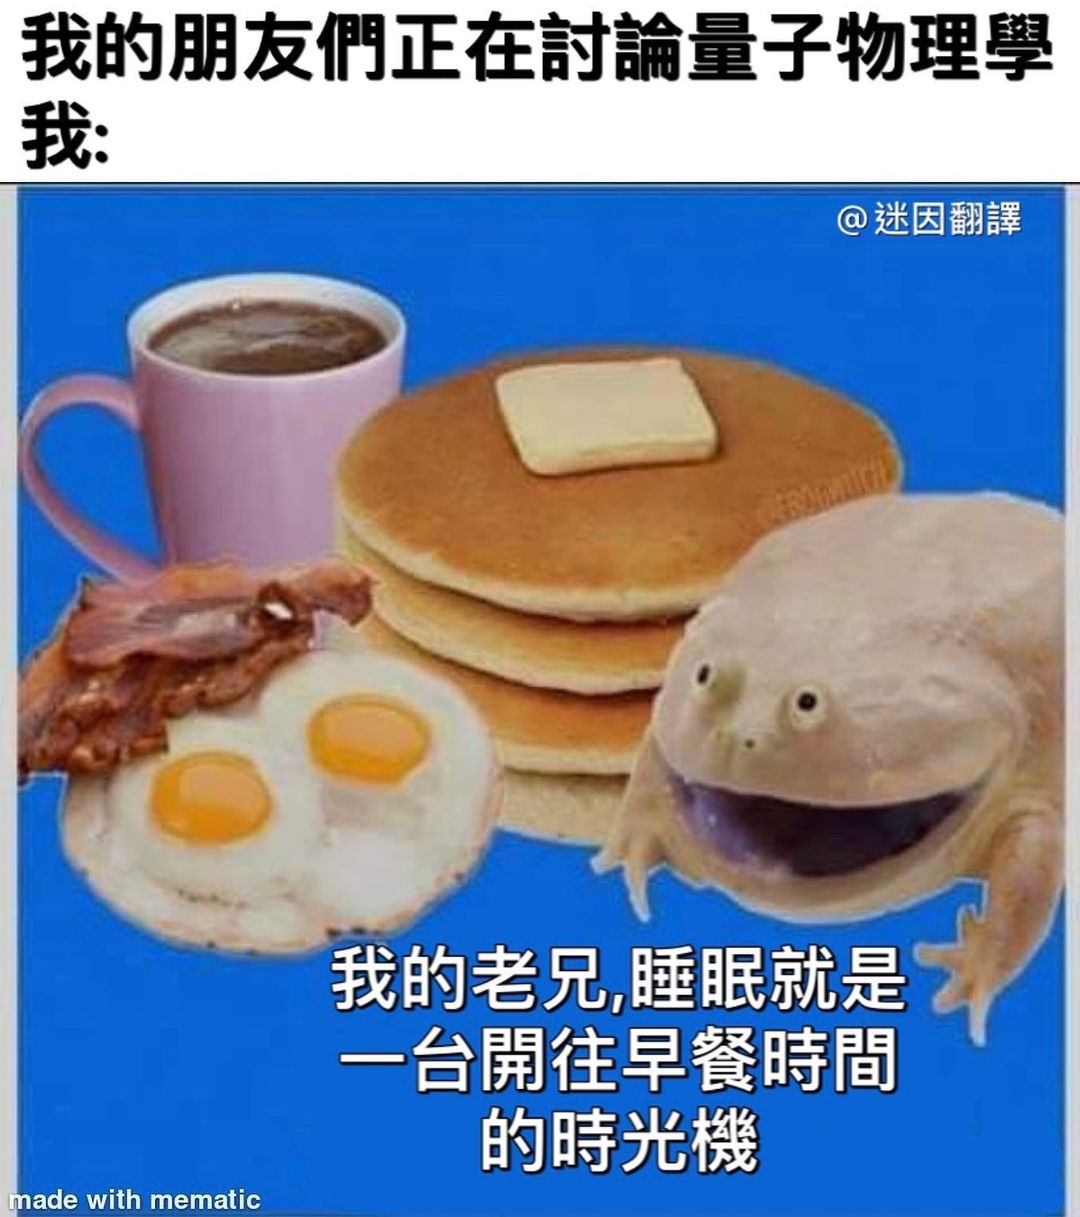 我的朋友們正在討論量子物理學
我:
@迷因翻譯
我的老兄,睡眠就是
一台開往早餐時間
的時光機
made with mematic